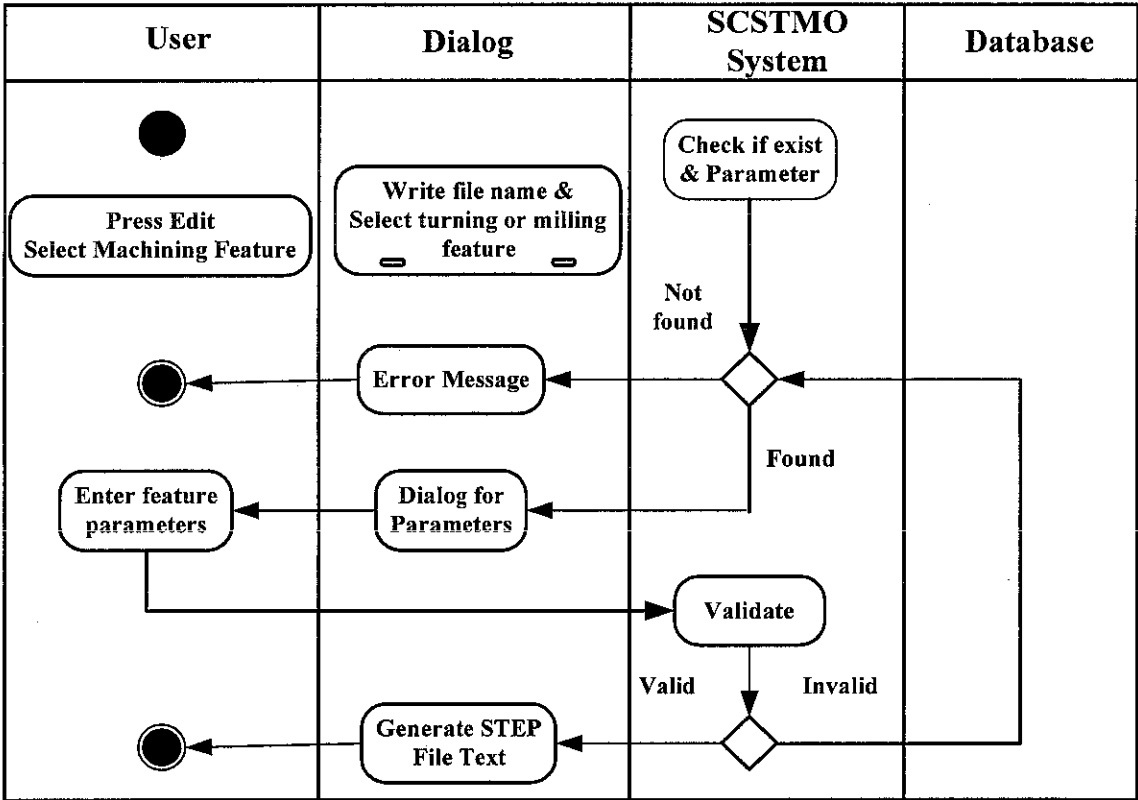 User
Dialog
SCSTMO
System
Database
Check if exist
& Parameter
Write file name &
Select turning or milling
feature
Press Edit
Select Machining Feature
Not
found
Error Message
Found
Enter feature
parameters
Dialog for
Parameters
Validate
Valid
Invalid
Generate STEP
File Text